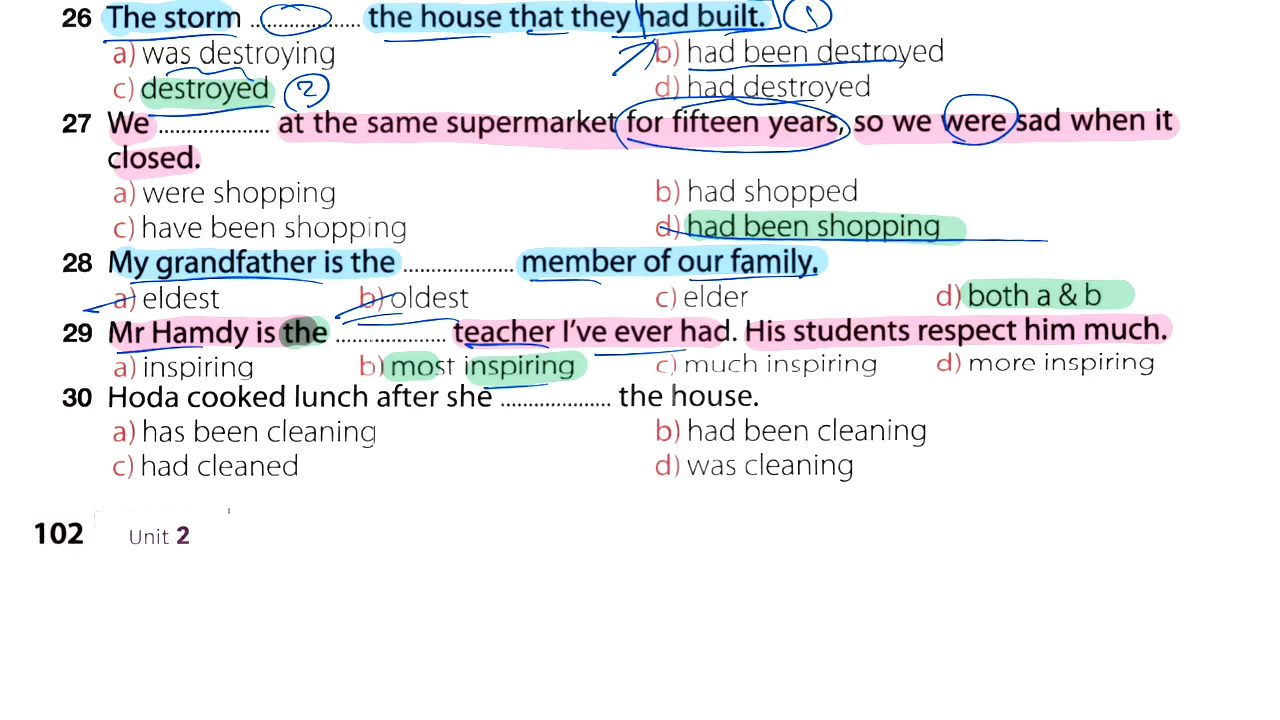 26 The storm .................... the house that they had built. 1
a) was destroying b) had been destroyed
c) destroyed 2 d) had destroyed
27 We .................... at the same supermarket for fifteen years, so we were sad when it
closed.
a) were shopping b) had shopped
c) have been shopping d) had been shopping
28 My grandfather is the .................... member of our family.
a) eldest b) oldest c) elder d) both a & b
29 Mr Hamdy is the .................... teacher I've ever had. His students respect him much.
a) inspiring b) most inspiring c) much inspiring d) more inspiring
30 Hoda cooked lunch after she .................... the house.
a) has been cleaning b) had been cleaning
c) had cleaned d) was cleaning
102 Unit 2